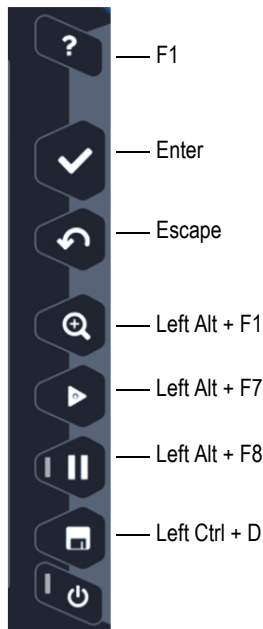 ?
F1
Enter
Escape
Left Alt + F1
Left Alt + F7
Left Alt + F8
Left Ctrl + D